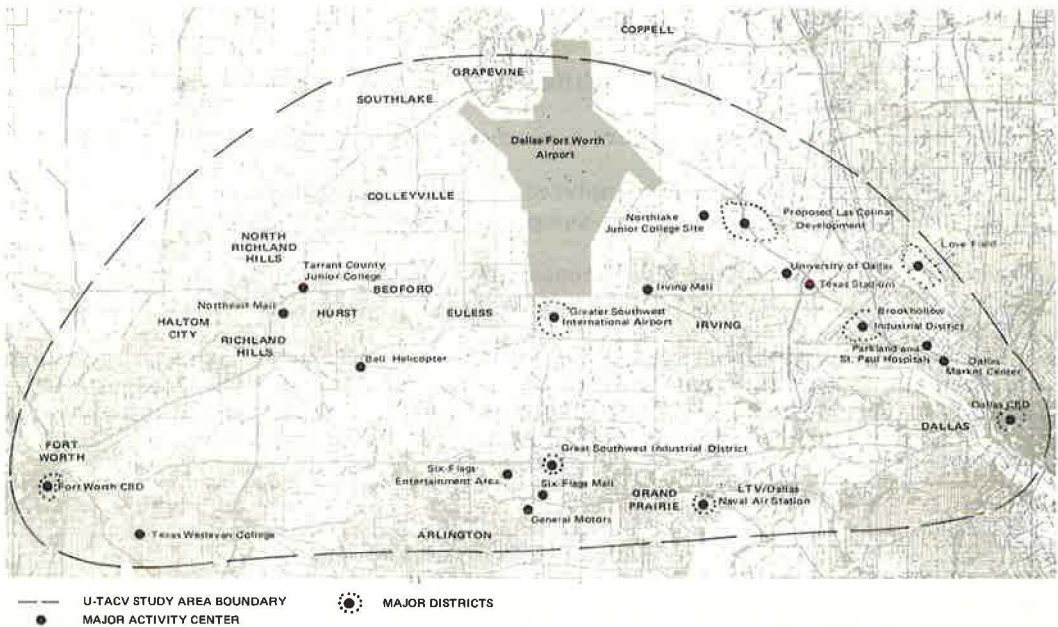 COPPELL
GRAPEVINE
SOUTHLAKE
Dallas Fort Worth
Airport
COLLEYVILLE
Northlake
Junior College Site
Proposed Las Colinas
Development
NORTH
RICHLAND
HILLS
Love Field
Tarrant County
Junior College
University of Dallas
BEDFORD
Irving Mall
Texas Stadium
Northeast Mall
HURST
EULESS
Greater Southwest
International Airport
IRVING
Brookhollow
Industrial District
HALTOM
CITY
RICHLAND
HILLS
Parkland and
St. Paul Hospitals
Bell Helicopter
Dallas
Market Center
Dallas CBD
DALLAS
FORT
WORTH
Great Southwest Industrial District
Six-Flags
Entertainment Area
Fort Worth CBD
Six-Flags Mall
GRAND
PRAIRIE
LTV/Dallas
Naval Air Station
General Motors
Texas Wesleyan College
ARLINGTON
U-TACV STUDY AREA BOUNDARY
MAJOR DISTRICTS
MAJOR ACTIVITY CENTER